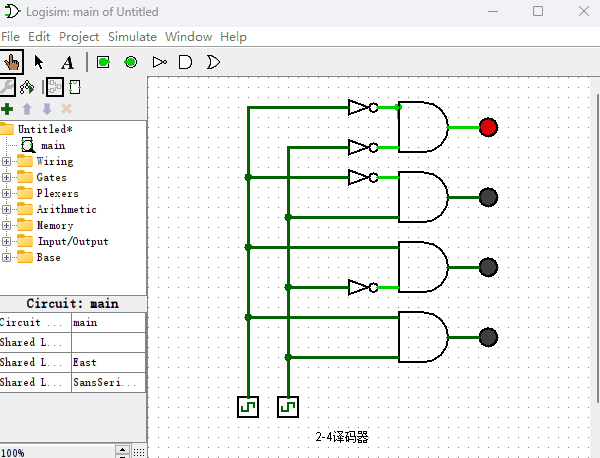 Logisim: main of Untitled
File Edit Project Simulate Window Help
A
Untitled*
main
Wiring
Gates
Plexers
Arithmetic
Memory
Input/Output
Base
Circuit: main
Circuit ... main
Shared L...
Shared L... East
Shared L... SansSeri...
100%
2-4译码器